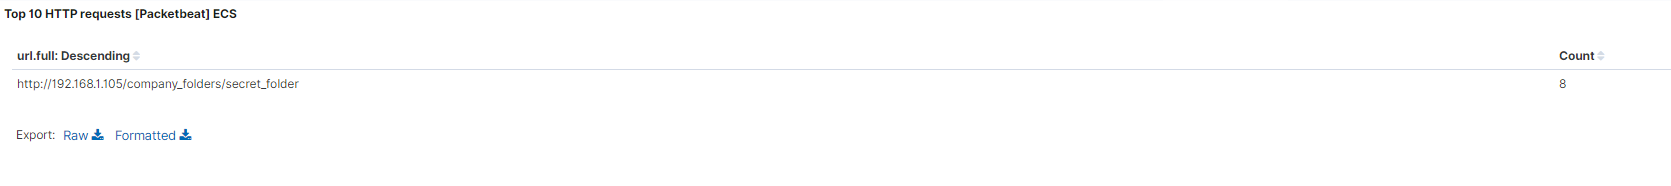 Top 10 HTTP requests [Packetbeat] ECS
url.full: Descending Count
http://192.168.1.105/company_folders/secret_folder 8
Export: Raw Formatted